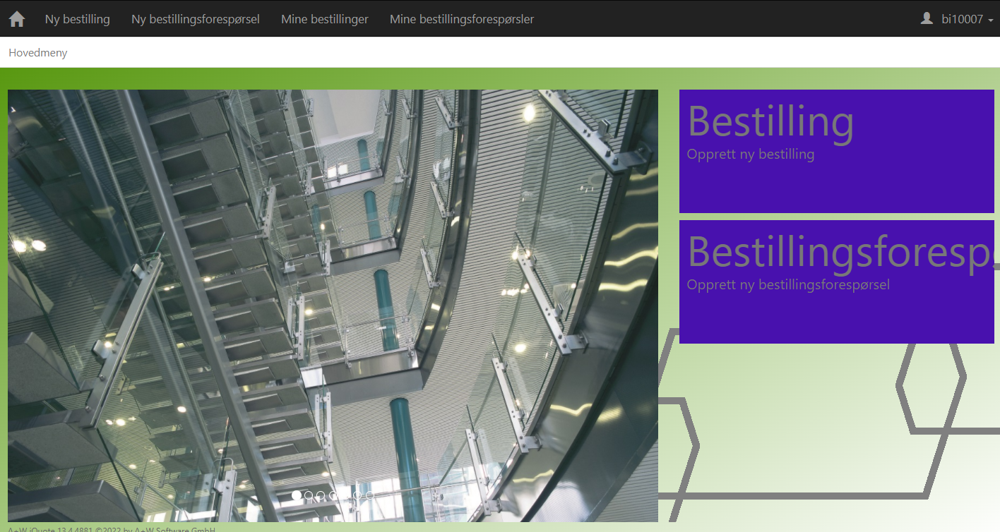 Ny bestilling Ny bestillingsforespørsel Mine bestillinger Mine bestillingsforespørsler bi10007
Hovedmeny
Bestilling
Opprett ny bestilling
Bestillingsforesp
Opprett ny bestillingsforespørsel
A+W iQuote 13.4.4881 ©2022 by A+W Software GmbH